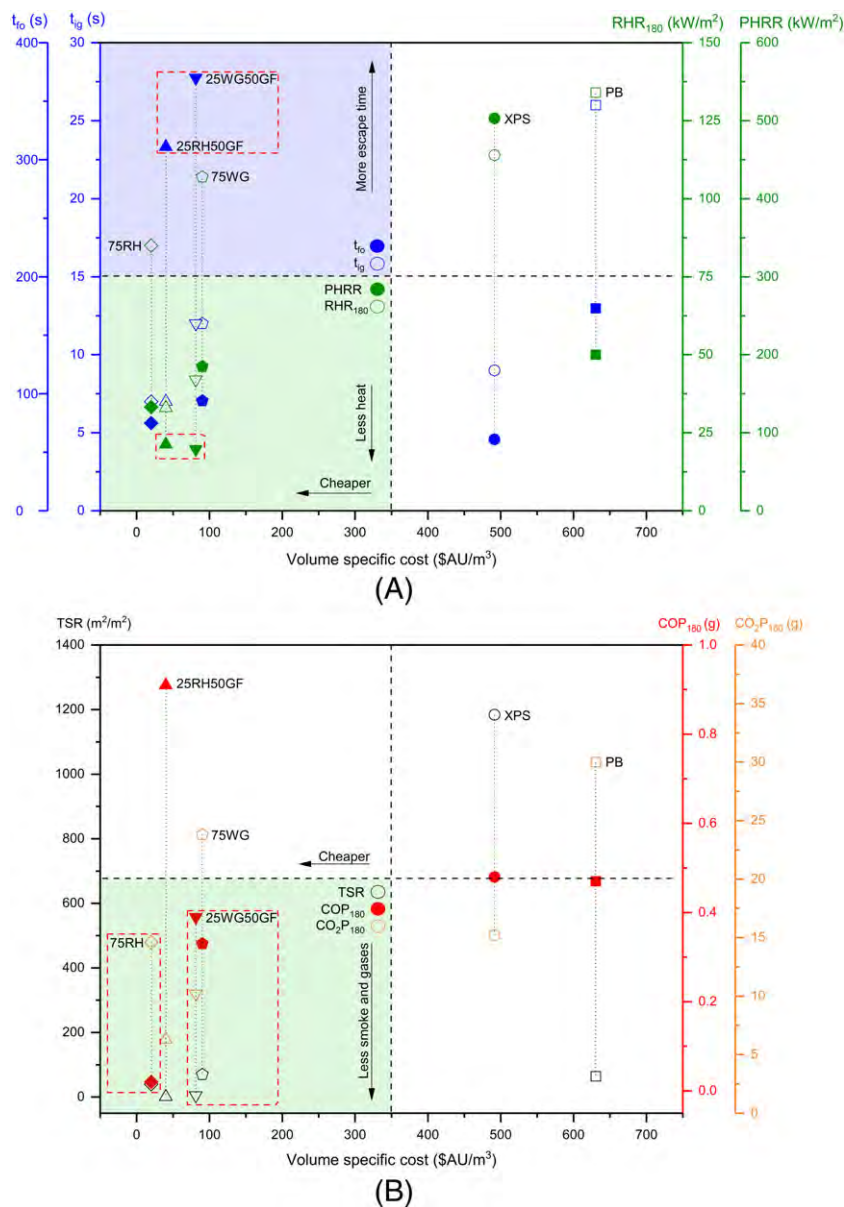 t_fo (s) t_ig (s) RHR_180 (kW/m²) PHRR (kW/m²)
400 30 150 600
25WG50GF
PB
25 125 500
XPS
300 25RH50GF
More escape time
75WG
20 100 400
75RH
t_fo
t_ig
200 15 75 300
PHRR
RHR_180
10 50 200
Less heat
100
5 25 100
Cheaper
0 0 0 0
0 100 200 300 400 500 600 700
Volume specific cost ($AU/m³)
(A)
TSR (m²/m²) COP_180 (g) CO₂P_180 (g)
1400 1.0 40
25RH50GF
35
1200 XPS
0.8
PB 30
1000
75WG 0.6 25
800
Cheaper
20
TSR
600 COP_180
25WG50GF 0.4
CO₂P_180
75RH 15
400
Less smoke and gases
0.2 10
200
5
0 0.0
0
0 100 200 300 400 500 600 700
Volume specific cost ($AU/m³)
(B)